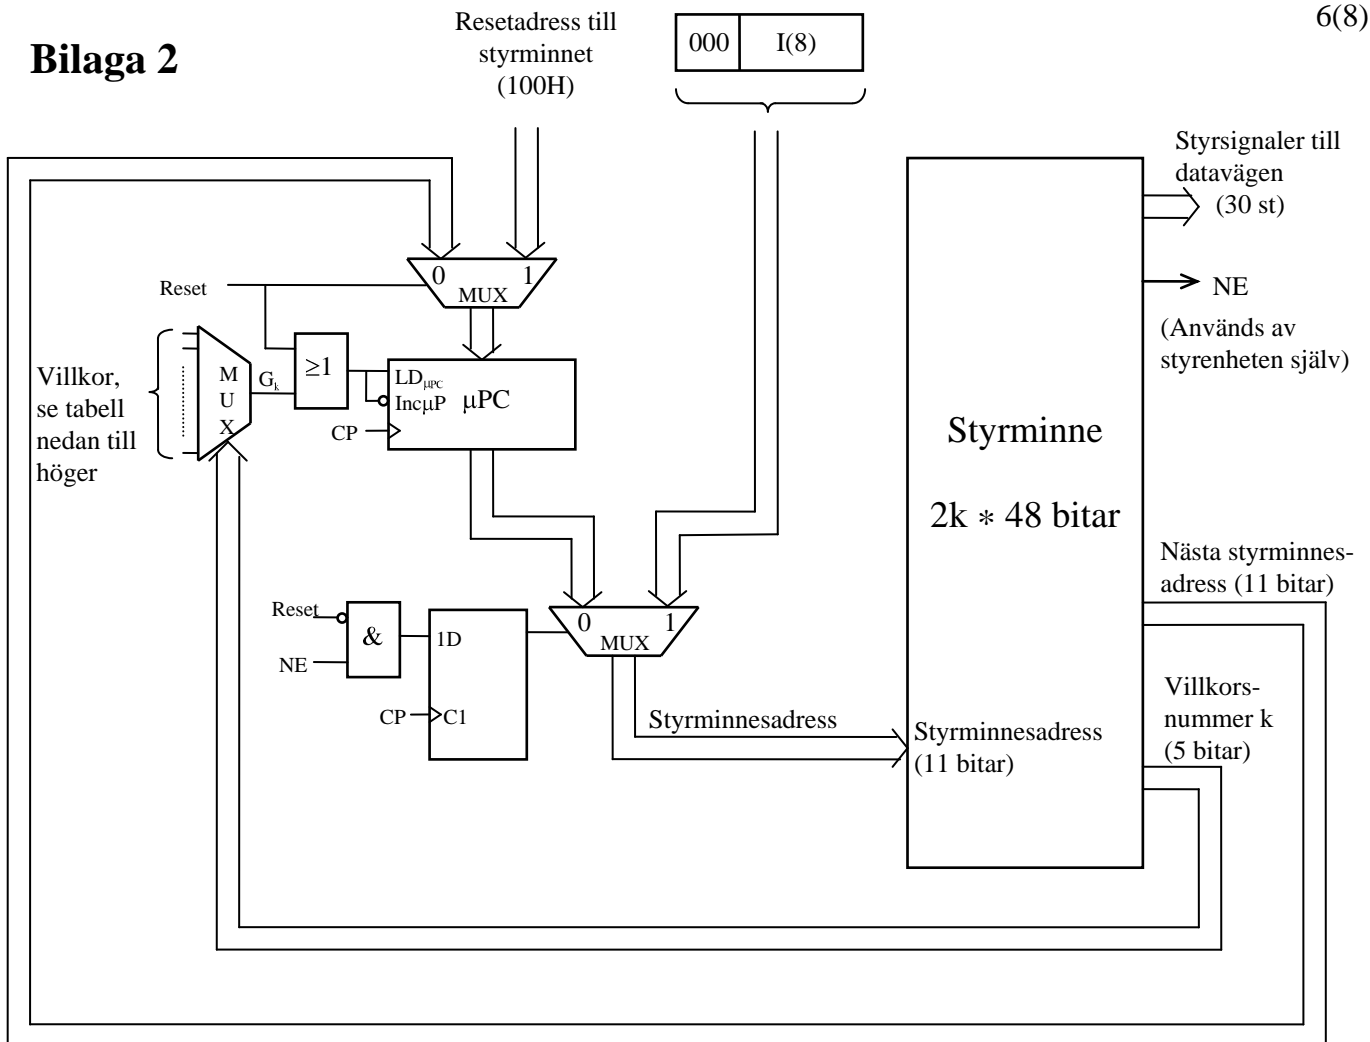 6(8)
Bilaga 2
Resetadress till
styrminnet
(100H)
000
I(8)
Styrsignaler till
datavägen
(30 st)
0
1
MUX
Reset
NE
(Används av
styrenheten själv)
Villkor,
se tabell
nedan till
höger
M
U
X
Gk
≥1
LDμPC
IncμP
μPC
CP
Styrminne
2k ∗ 48 bitar
Nästa styrminnes-
adress (11 bitar)
Reset
NE
&
1D
CP
C1
0
1
MUX
Styrminnesadress
Styrminnesadress
(11 bitar)
Villkors-
nummer k
(5 bitar)